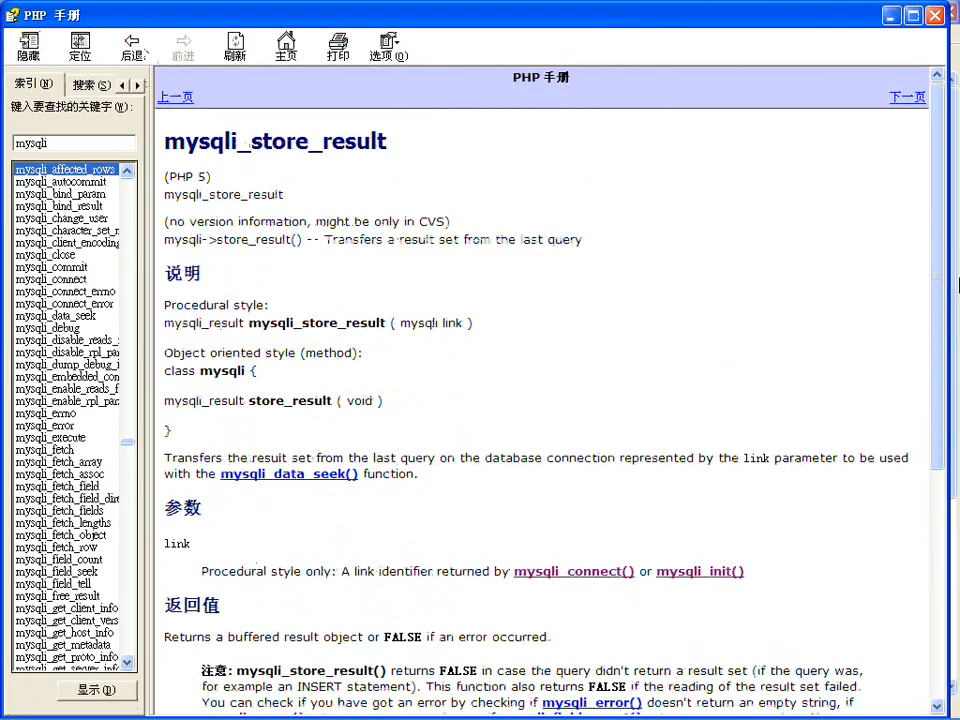 PHP 手册
隐藏
定位
后退
前进
刷新
主页
打印
选项(O)
索引(N)
搜索(S)
键入要查找的关键字(W):
mysqli
mysqli_affected_rows
mysqli_autocommit
mysqli_bind_param
mysqli_bind_result
mysqli_change_user
mysqli_character_set_r
mysqli_client_encoding
mysqli_close
mysqli_commit
mysqli_connect
mysqli_connect_errno
mysqli_connect_error
mysqli_data_seek
mysqli_debug
mysqli_disable_reads_
mysqli_disable_rpl_pa
mysqli_dump_debug_i
mysqli_embedded_con
mysqli_enable_reads_f
mysqli_enable_rpl_par
mysqli_errno
mysqli_error
mysqli_execute
mysqli_fetch
mysqli_fetch_array
mysqli_fetch_assoc
mysqli_fetch_field
mysqli_fetch_field_dire
mysqli_fetch_fields
mysqli_fetch_lengths
mysqli_fetch_object
mysqli_fetch_row
mysqli_field_count
mysqli_field_seek
mysqli_field_tell
mysqli_free_result
mysqli_get_client_info
mysqli_get_client_vers
mysqli_get_host_info
mysqli_get_metadata
mysqli_get_proto_info
mysqli_get_server_inf
显示(D)
PHP 手册
上一页
下一页
mysqli_store_result
(PHP 5)
mysqli_store_result
(no version information, might be only in CVS)
mysqli->store_result() -- Transfers a result set from the last query
说明
Procedural style:
mysqli_result mysqli_store_result ( mysqli link )
Object oriented style (method):
class mysqli {
mysqli_result store_result ( void )
}
Transfers the result set from the last query on the database connection represented by the link parameter to be used
with the mysqli_data_seek() function.
参数
link
Procedural style only: A link identifier returned by mysqli_connect() or mysqli_init()
返回值
Returns a buffered result object or FALSE if an error occurred.
注意: mysqli_store_result() returns FALSE in case the query didn't return a result set (if the query was,
for example an INSERT statement). This function also returns FALSE if the reading of the result set failed.
You can check if you have got an error by checking if mysqli_error() doesn't return an empty string, if